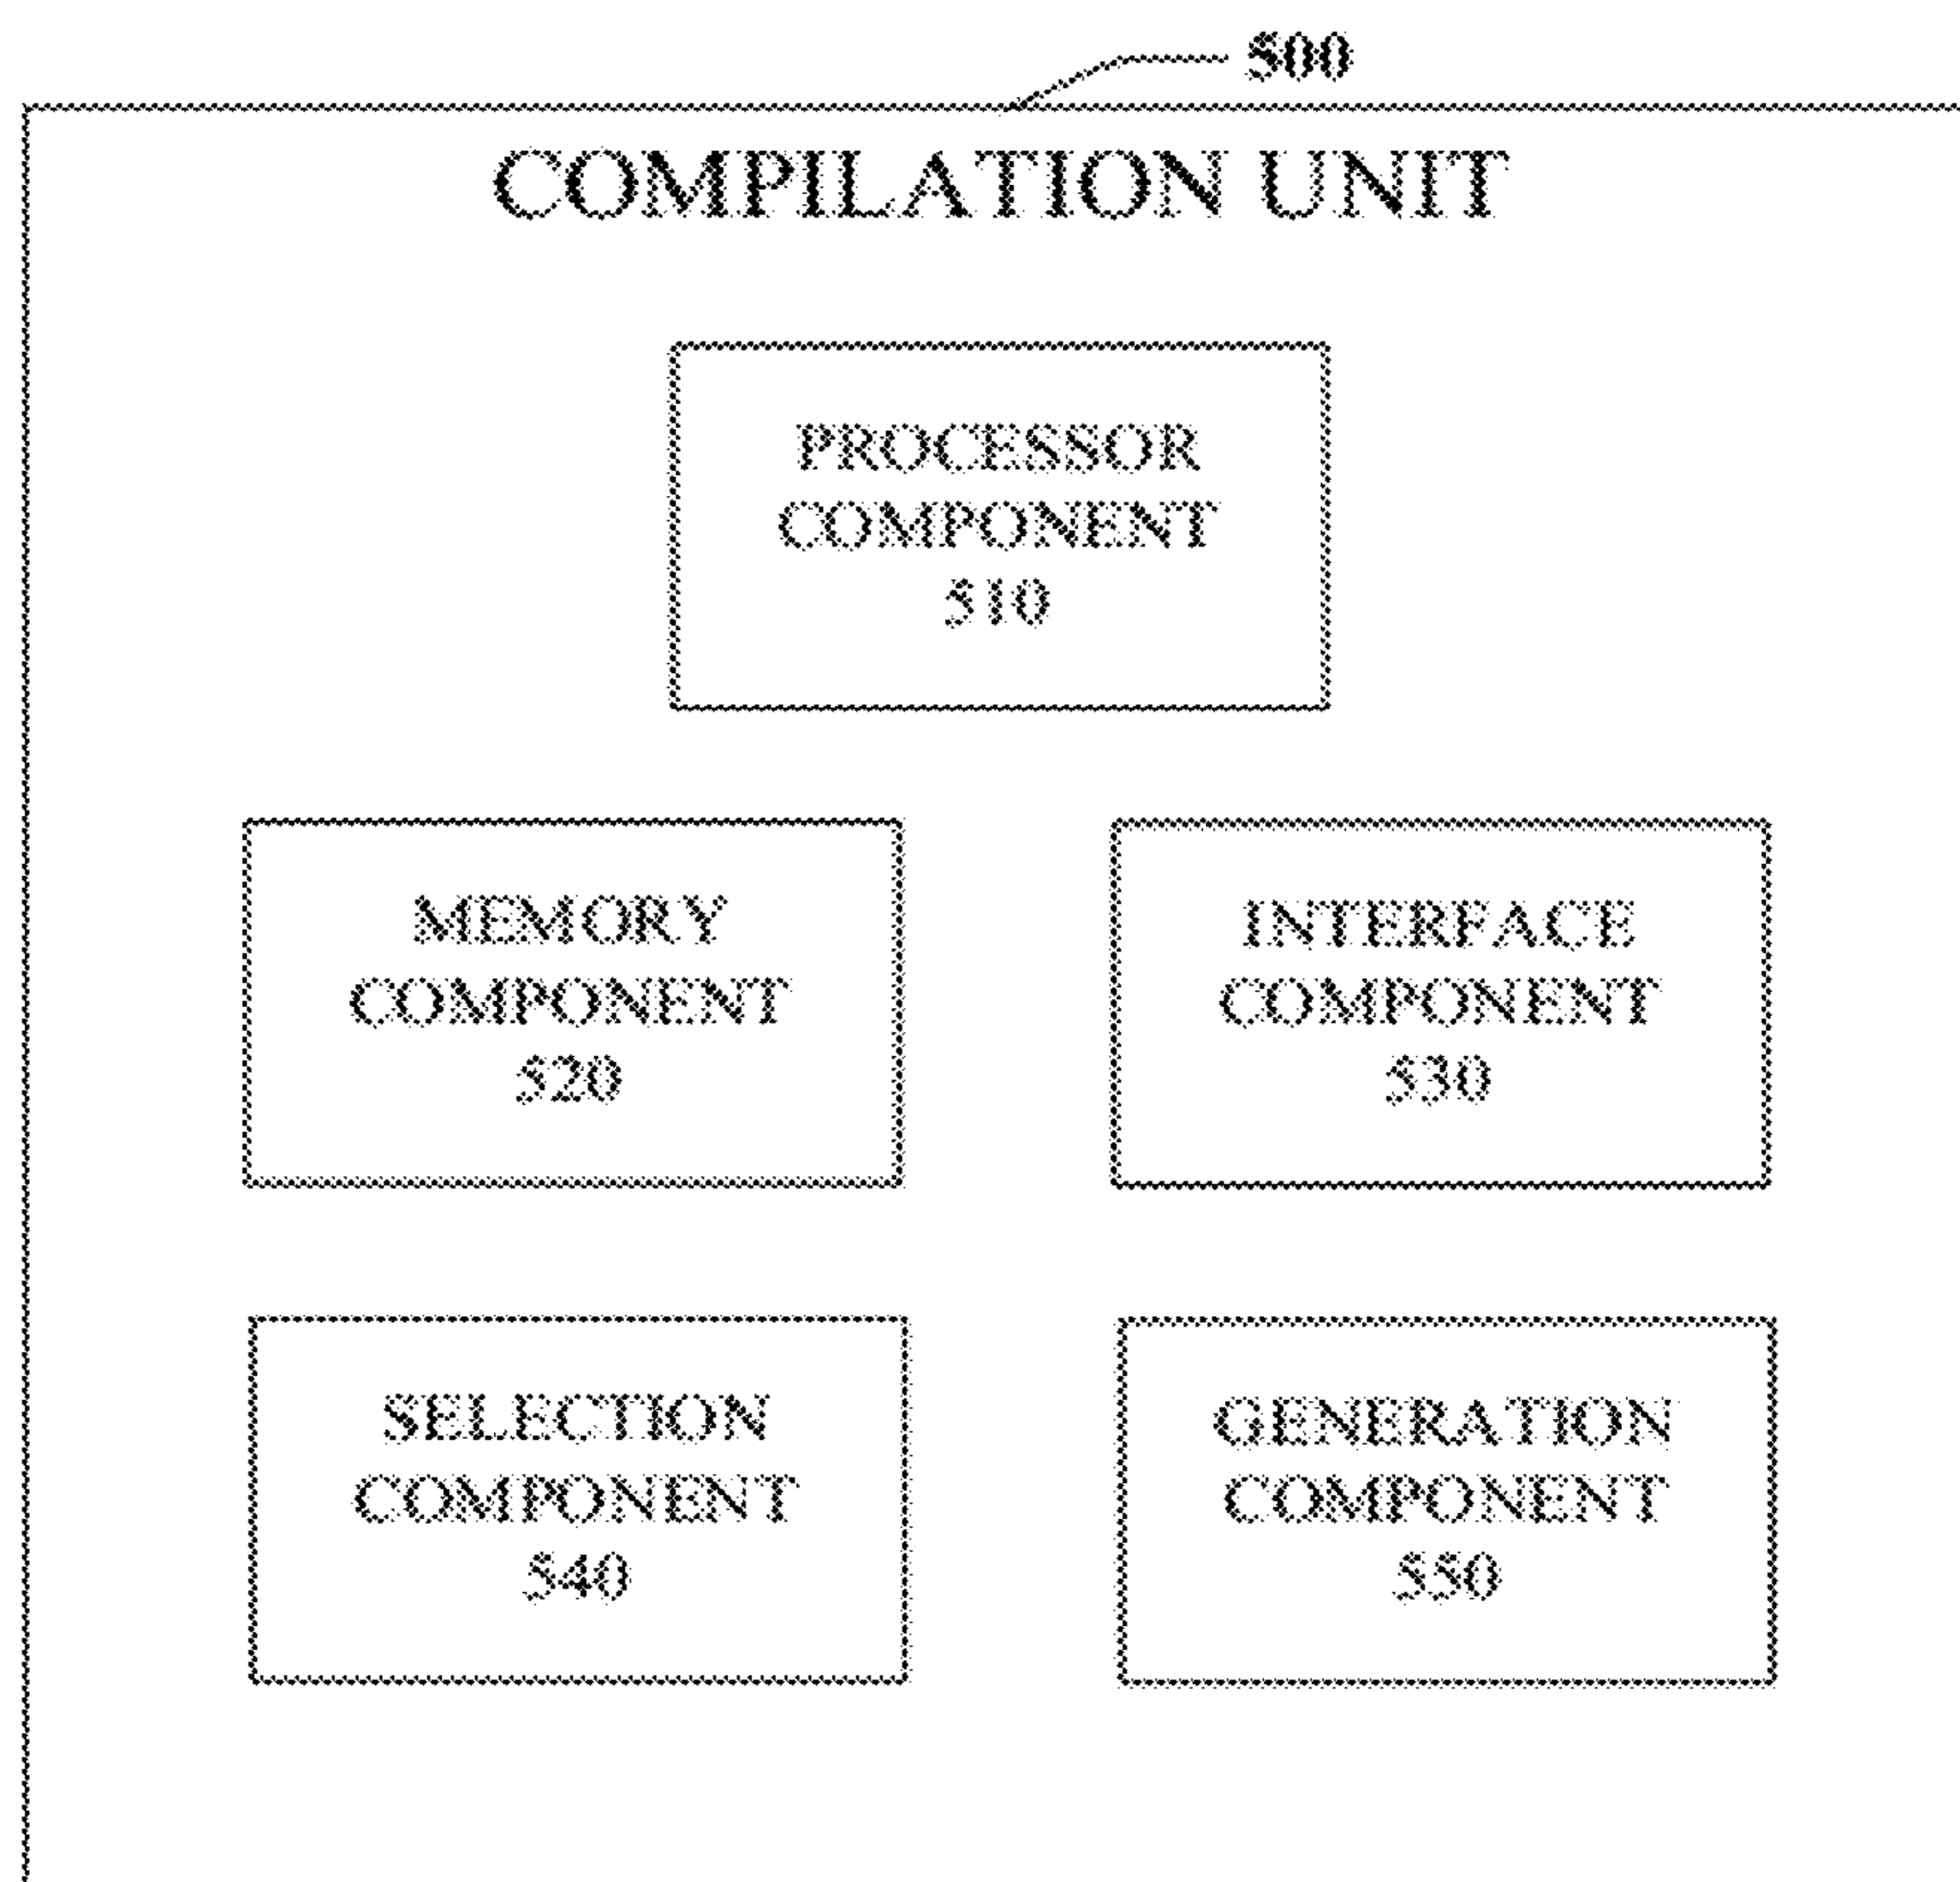 500
COMPILATION UNIT
PROCESSOR
COMPONENT
510
MEMORY
COMPONENT
520
INTERFACE
COMPONENT
530
SELECTION
COMPONENT
540
GENERATION
COMPONENT
550